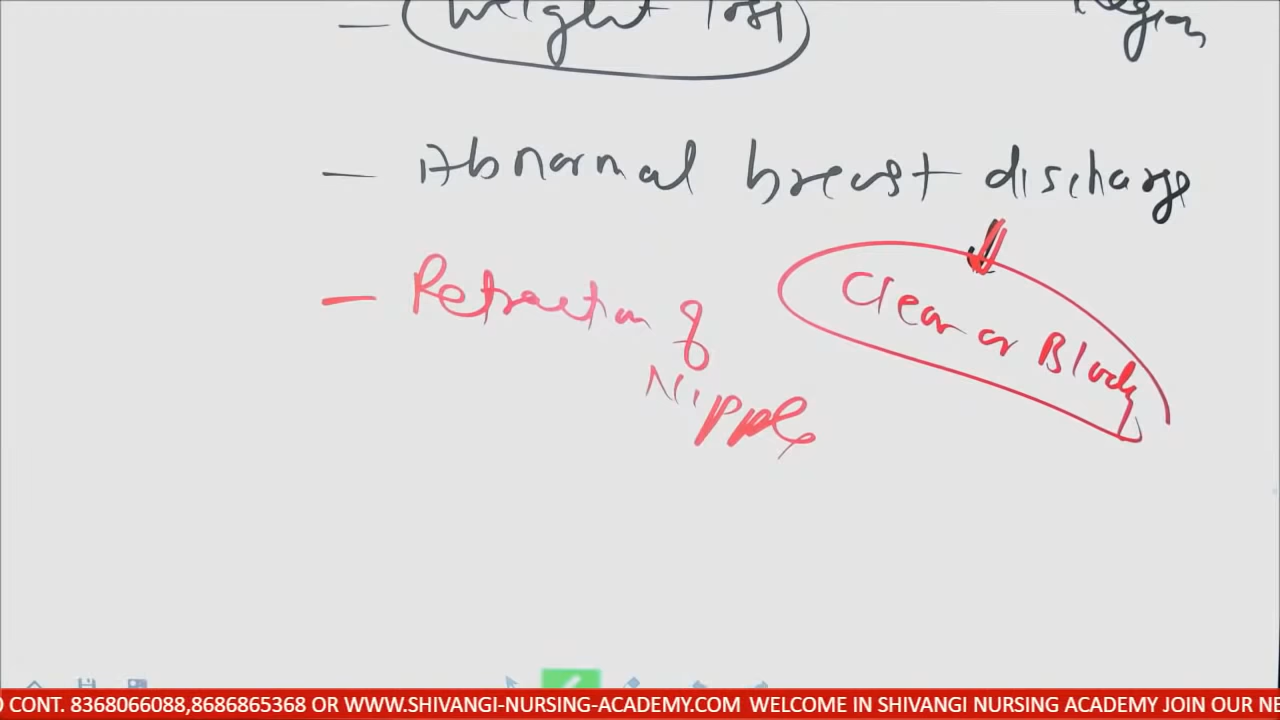 — Weight loss Region
— Abnormal breast discharge
— Retraction of
Nipple
Clear or Blody
CONT. 8368066088,8686865368 OR WWW.SHIVANGI-NURSING-ACADEMY.COM WELCOME IN SHIVANGI NURSING ACADEMY JOIN OUR NE